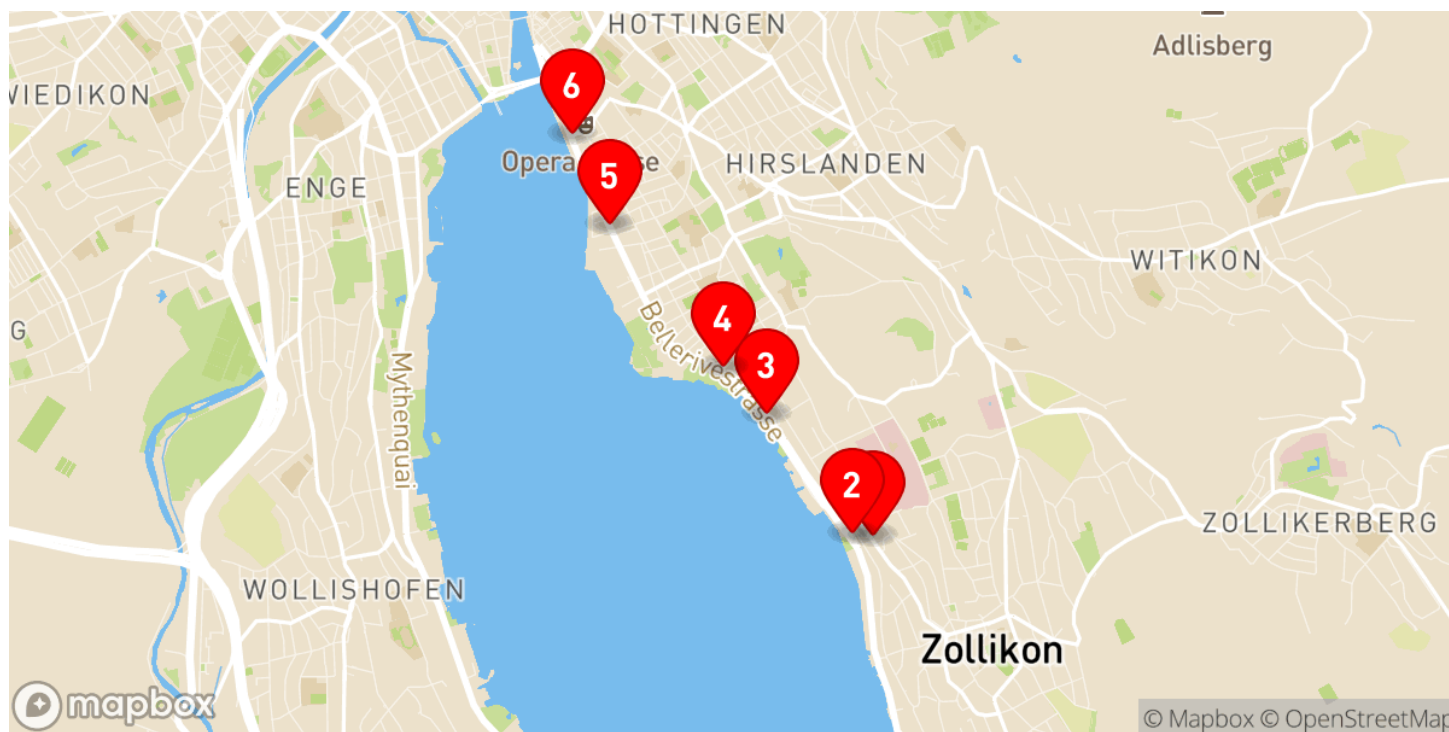 HOTTINGEN
Adlisberg
WIEDIKON
6
HIRSLANDEN
5
ENGE
WITIKON
Bellerivestrasse
4
3
Mythenquai
2
ZOLLIKERBERG
WOLLISHOFEN
Zollikon
mapbox
© Mapbox © OpenStreetMap